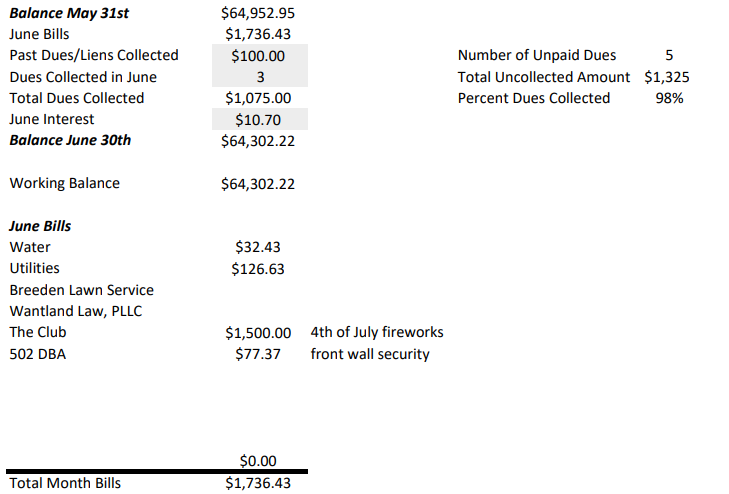 Balance May 31st $64,952.95
June Bills $1,736.43
Past Dues/Liens Collected $100.00 Number of Unpaid Dues 5
Dues Collected in June 3 Total Uncollected Amount $1,325
Total Dues Collected $1,075.00 Percent Dues Collected 98%
June Interest $10.70
Balance June 30th $64,302.22
Working Balance $64,302.22
June Bills
Water $32.43
Utilities $126.63
Breeden Lawn Service
Wantland Law, PLLC
The Club $1,500.00 4th of July fireworks
502 DBA $77.37 front wall security
$0.00
Total Month Bills $1,736.43